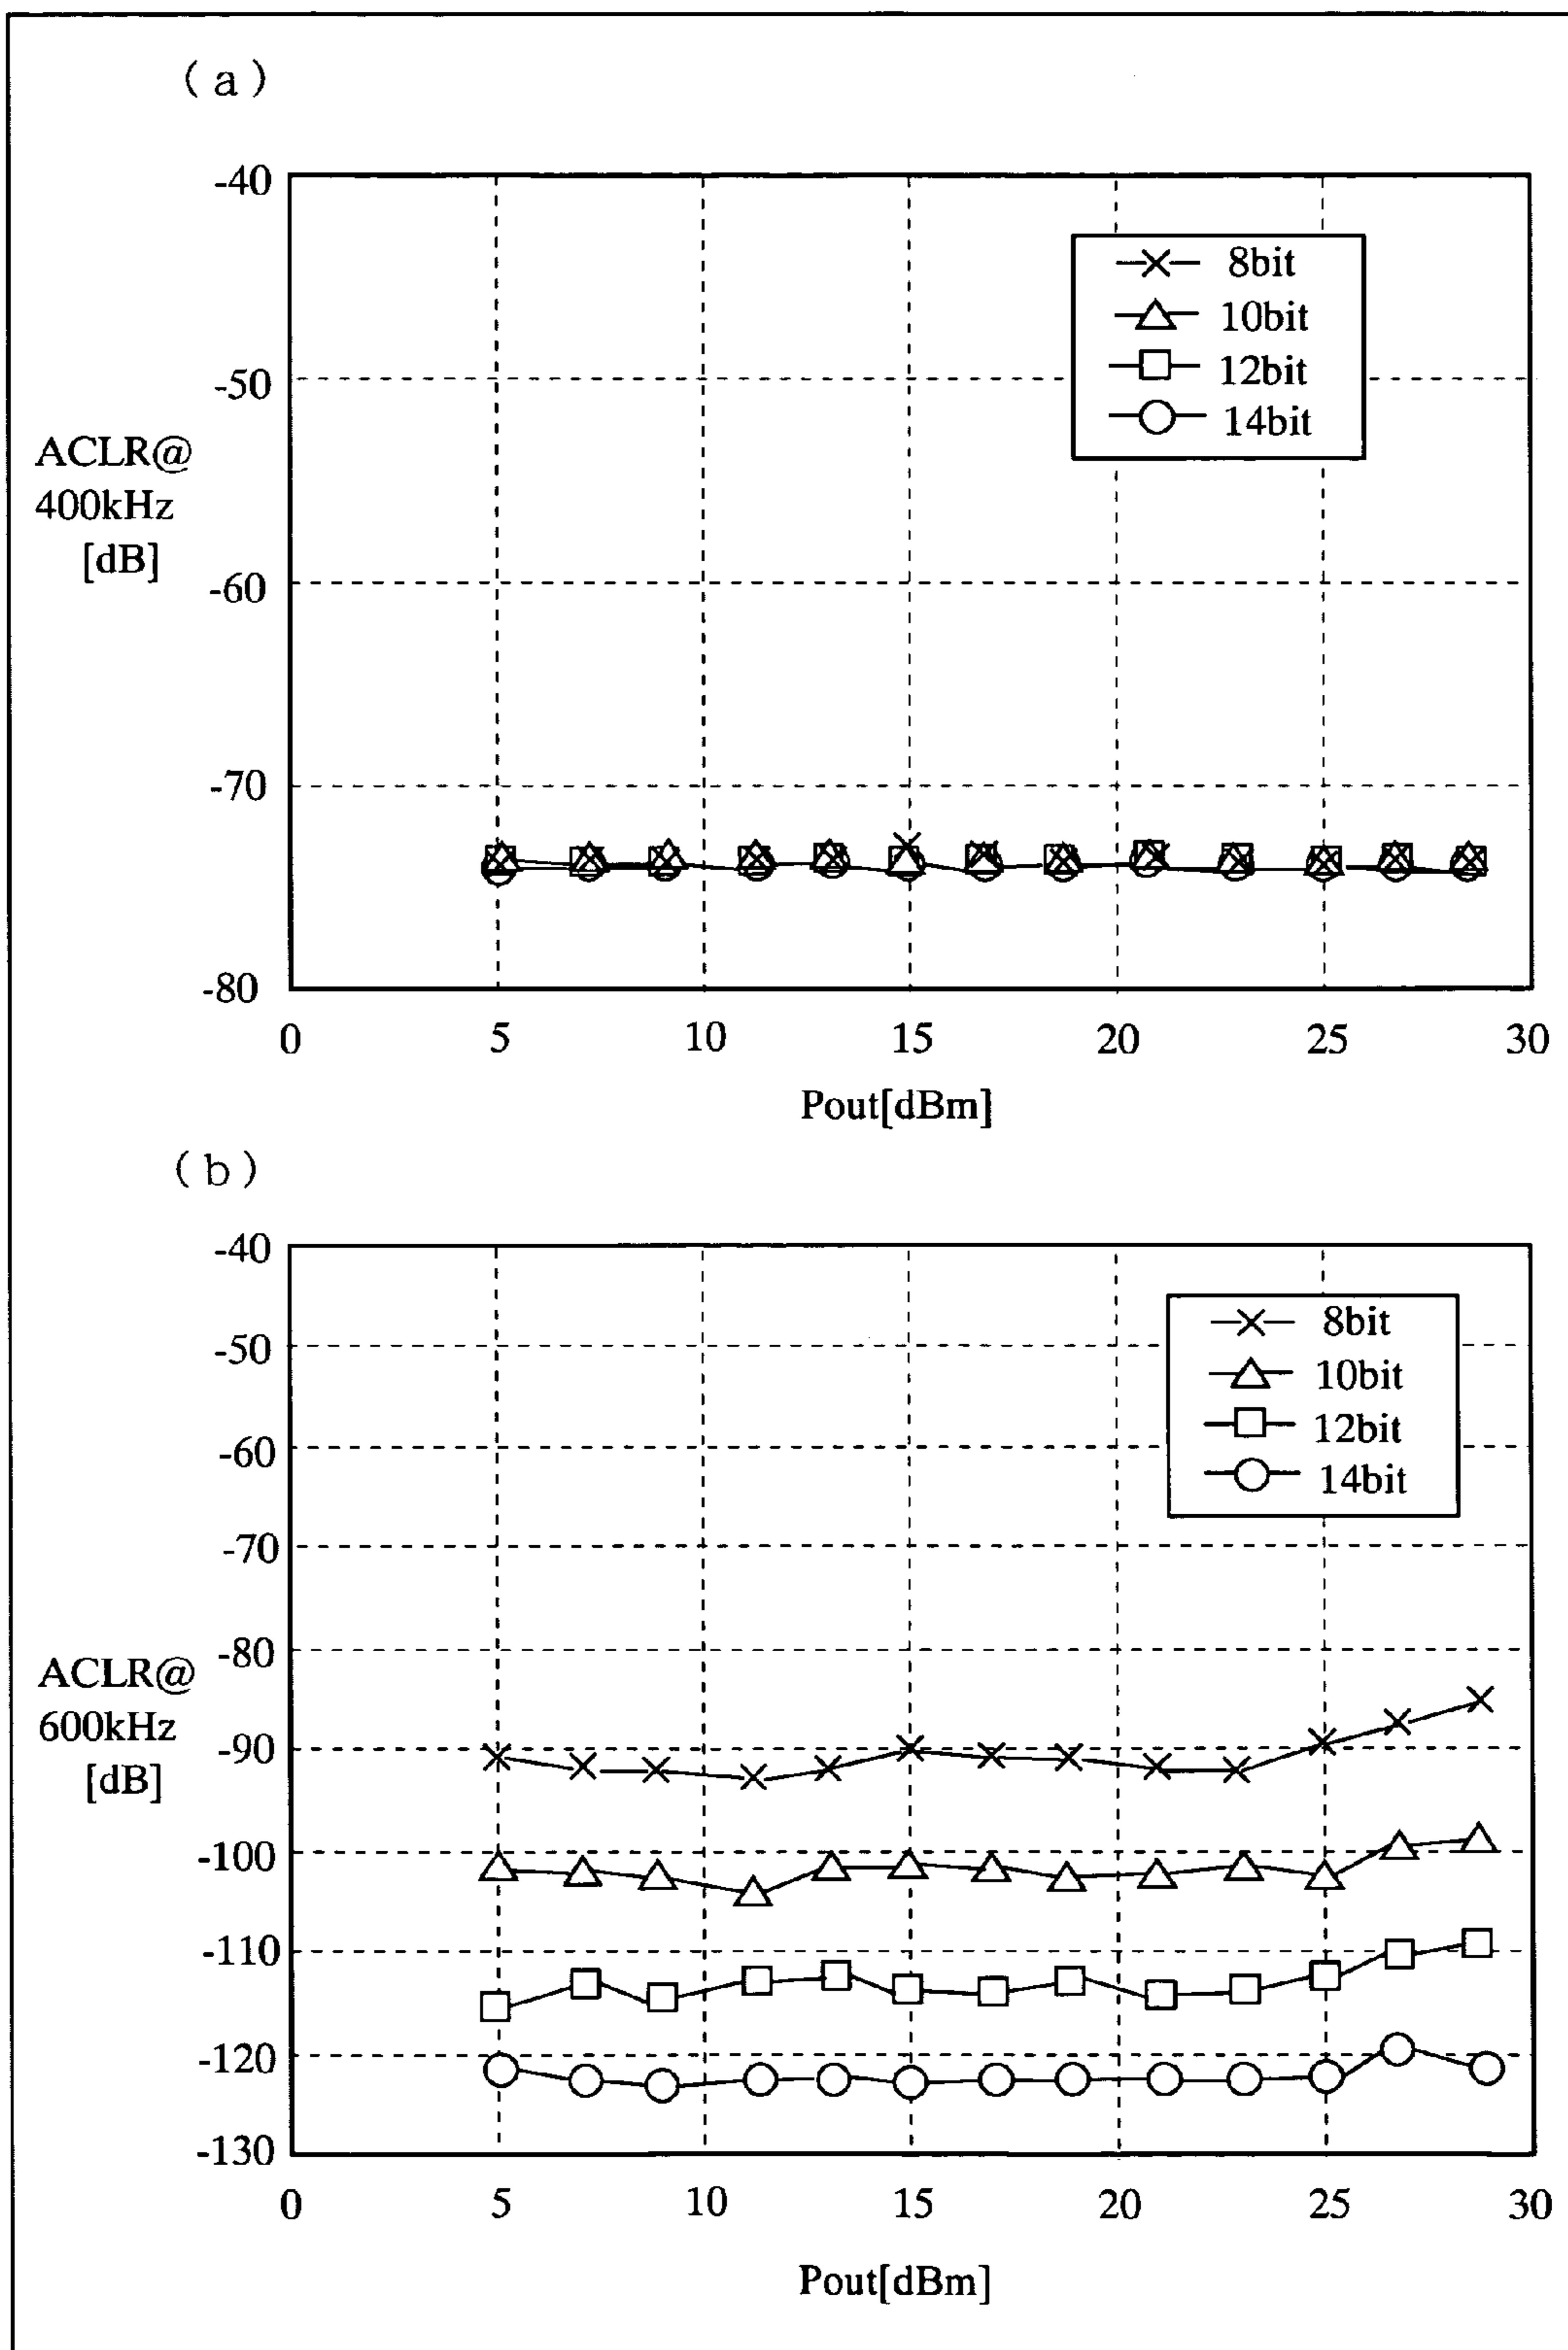 (a)
-40
-50
-60
-70
-80
ACLR@
400kHz
[dB]
8bit
10bit
12bit
14bit
0 5 10 15 20 25 30
Pout[dBm]
(b)
-40
-50
-60
-70
-80
-90
-100
-110
-120
-130
ACLR@
600kHz
[dB]
8bit
10bit
12bit
14bit
0 5 10 15 20 25 30
Pout[dBm]